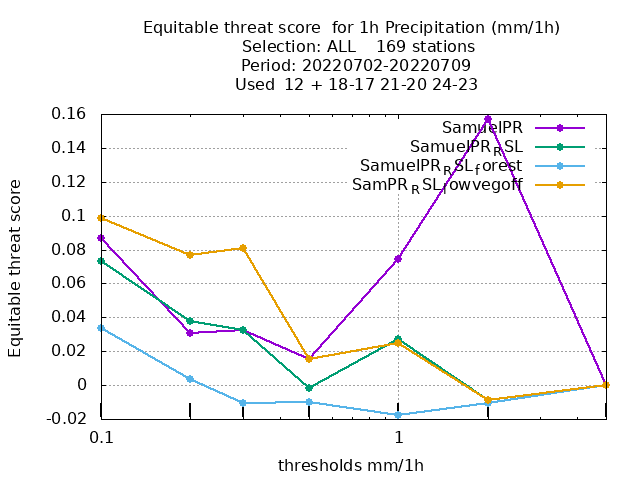 Equitable threat score  for 1h Precipitation (mm/1h)
Selection: ALL    169 stations
Period: 20220702-20220709
Used  12 + 18-17 21-20 24-23
0.16
0.14
0.12
0.1
0.08
0.06
0.04
0.02
0
-0.02
Equitable threat score
SamuelPR
SamuelPR_RSL
SamuelPR_RSL_forest
SamPR_RSL_lowvegoff
0.1
1
thresholds mm/1h